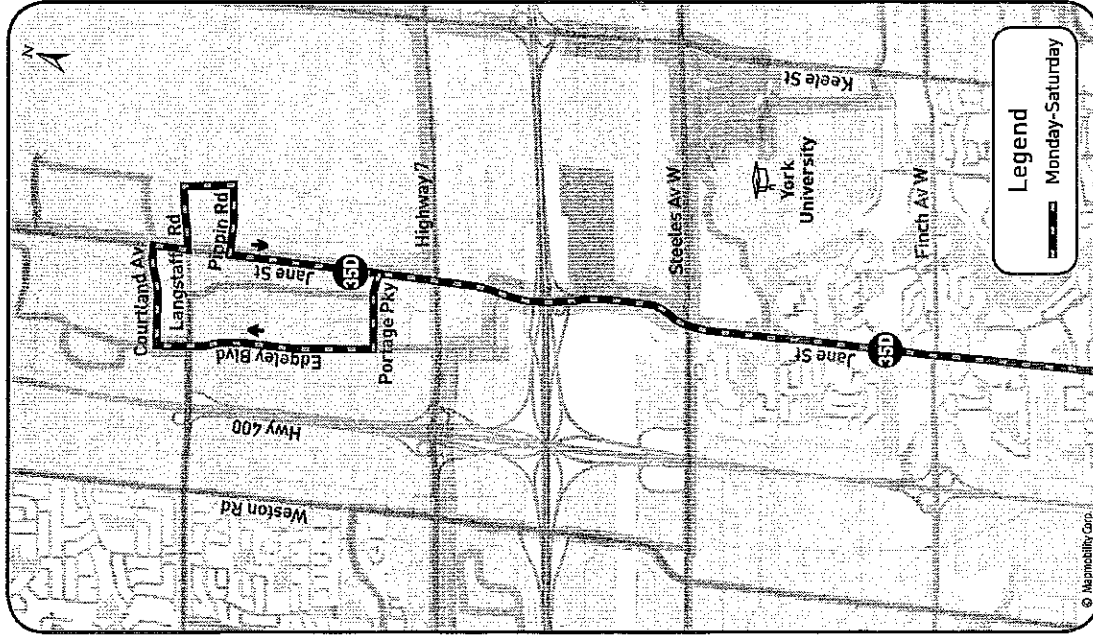 N
Courtland Av
Langstaff Rd
Pippin Rd
Jane St
35D
Edgeley Blvd
Portage Pky
Highway 7
Hwy 400
Weston Rd
Steeles Av W
Keele St
York
University
Jane St
35D
Finch Av W
Legend
Monday-Saturday
© Mapmobility Corp.